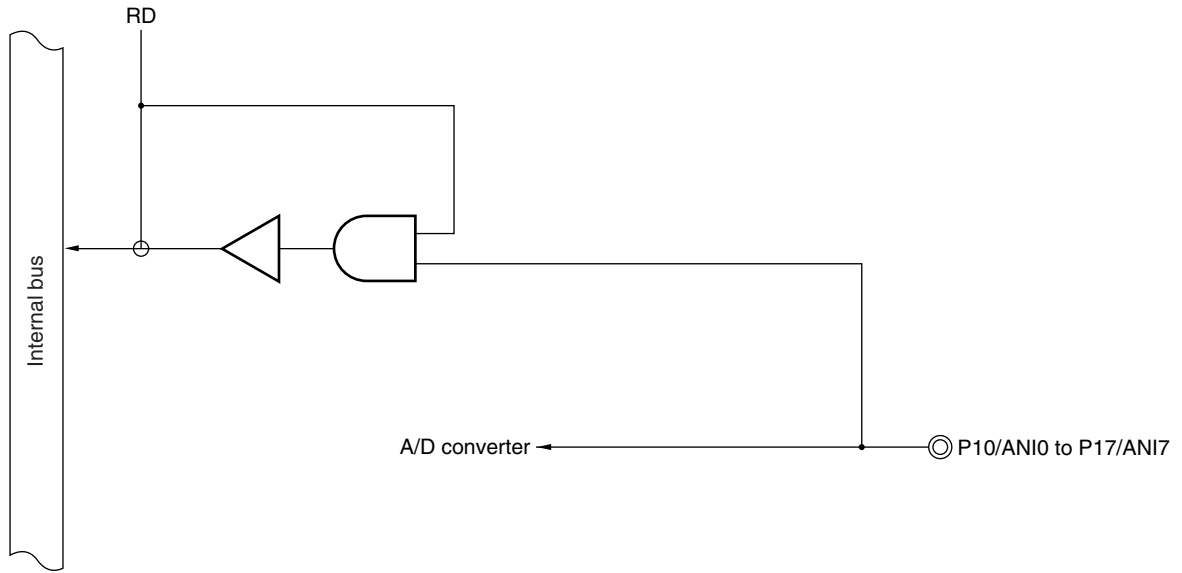 RD
Internal bus
A/D converter
P10/ANI0 to P17/ANI7